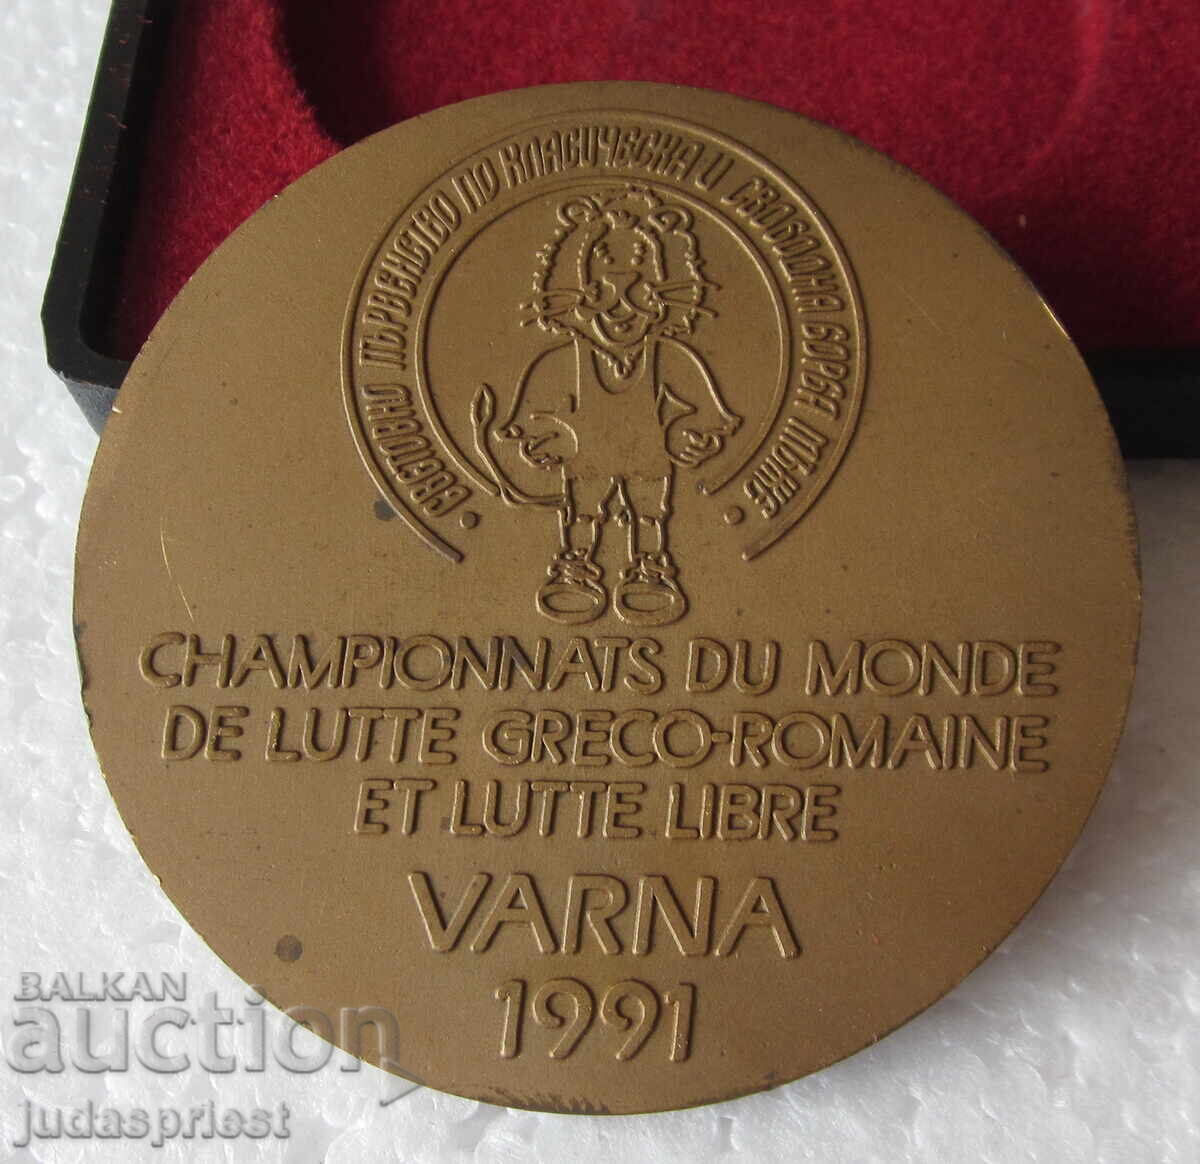 · СВЕТОВНО ПЪРВЕНСТВО ПО КЛАСИЧЕСКА И СВОБОДНА БОРБА МЪЖЕ ·
CHAMPIONNATS DU MONDE
DE LUTTE GRECO-ROMAINE
ET LUTTE LIBRE
VARNA
1991
BALKAN
auction
judaspriest